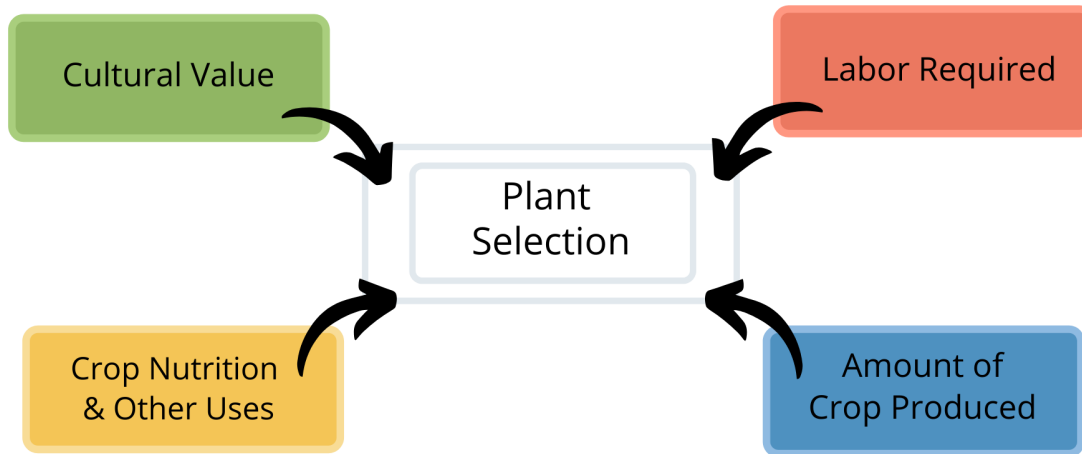 Cultural Value
Labor Required
Plant
Selection
Crop Nutrition
& Other Uses
Amount of
Crop Produced